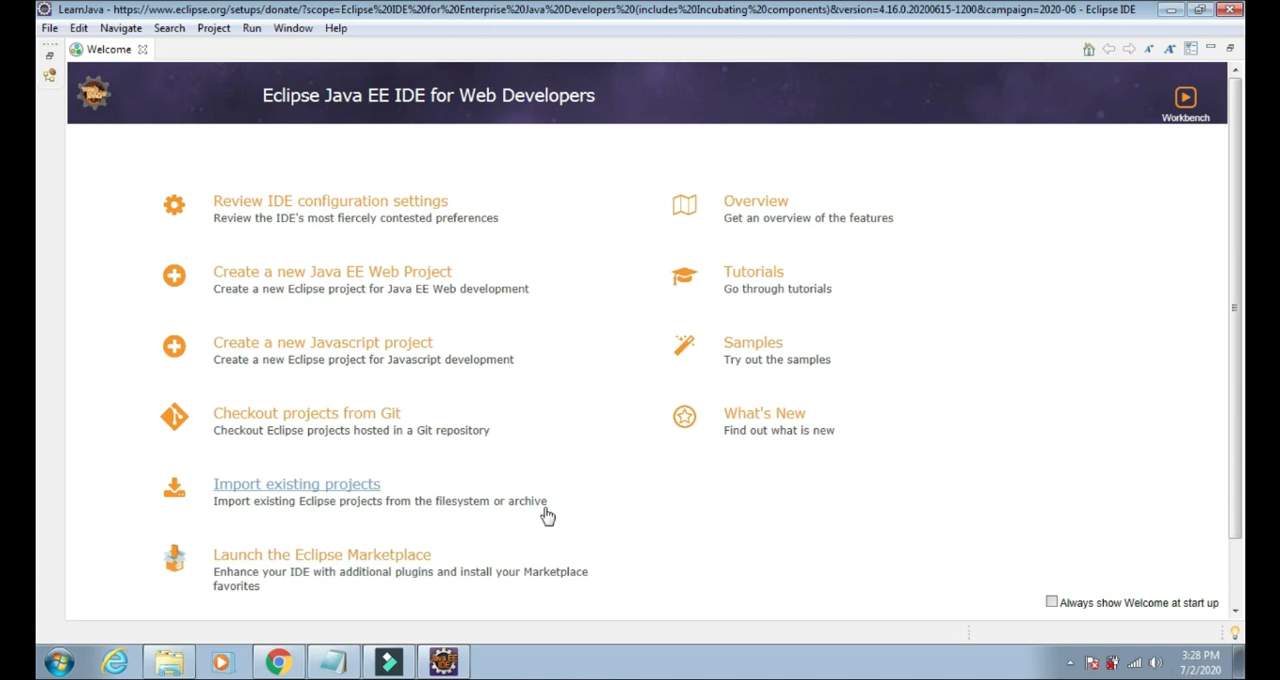 LearnJava - https://www.eclipse.org/setups/donate/?scope=Eclipse%20IDE%20for%20Enterprise%20Java%20Developers%20(includes%20Incubating%20components)&version=4.16.0.20200615-1200&campaign=2020-06 - Eclipse IDE
File Edit Navigate Search Project Run Window Help
Welcome
Eclipse Java EE IDE for Web Developers
Workbench
Review IDE configuration settings
Review the IDE's most fiercely contested preferences
Overview
Get an overview of the features
Create a new Java EE Web Project
Create a new Eclipse project for Java EE Web development
Tutorials
Go through tutorials
Create a new Javascript project
Create a new Eclipse project for Javascript development
Samples
Try out the samples
Checkout projects from Git
Checkout Eclipse projects hosted in a Git repository
What's New
Find out what is new
Import existing projects
Import existing Eclipse projects from the filesystem or archive
Launch the Eclipse Marketplace
Enhance your IDE with additional plugins and install your Marketplace
favorites
Always show Welcome at start up
3:28 PM
7/2/2020